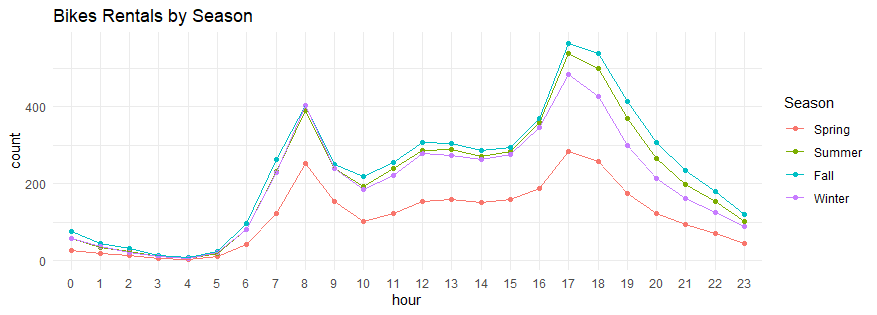 Bikes Rentals by Season
count
400
200
0
0 1 2 3 4 5 6 7 8 9 10 11 12 13 14 15 16 17 18 19 20 21 22 23
hour
Season
Spring
Summer
Fall
Winter